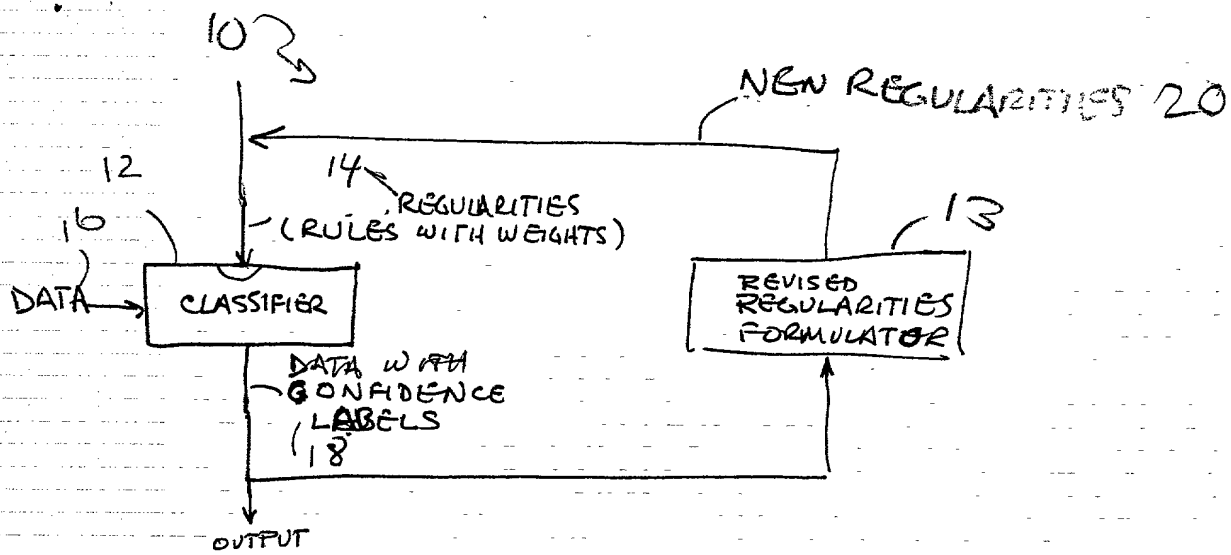 10
NEW REGULARITIES 20
12
14
REGULARITIES
(RULES WITH WEIGHTS)
16
13
DATA
CLASSIFIER
REVISED
REGULARITIES
FORMULATOR
DATA WITH
CONFIDENCE
LABELS
18
OUTPUT